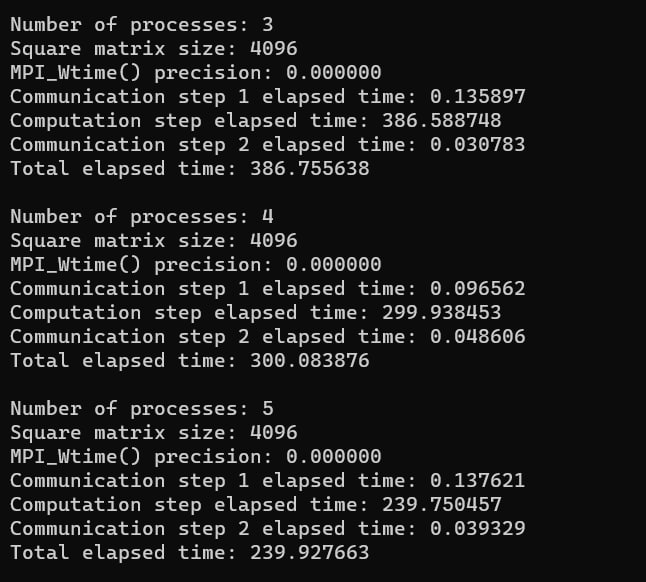 Number of processes: 3
Square matrix size: 4096
MPI_Wtime() precision: 0.000000
Communication step 1 elapsed time: 0.135897
Computation step elapsed time: 386.588748
Communication step 2 elapsed time: 0.030783
Total elapsed time: 386.755638

Number of processes: 4
Square matrix size: 4096
MPI_Wtime() precision: 0.000000
Communication step 1 elapsed time: 0.096562
Computation step elapsed time: 299.938453
Communication step 2 elapsed time: 0.048606
Total elapsed time: 300.083876

Number of processes: 5
Square matrix size: 4096
MPI_Wtime() precision: 0.000000
Communication step 1 elapsed time: 0.137621
Computation step elapsed time: 239.750457
Communication step 2 elapsed time: 0.039329
Total elapsed time: 239.927663